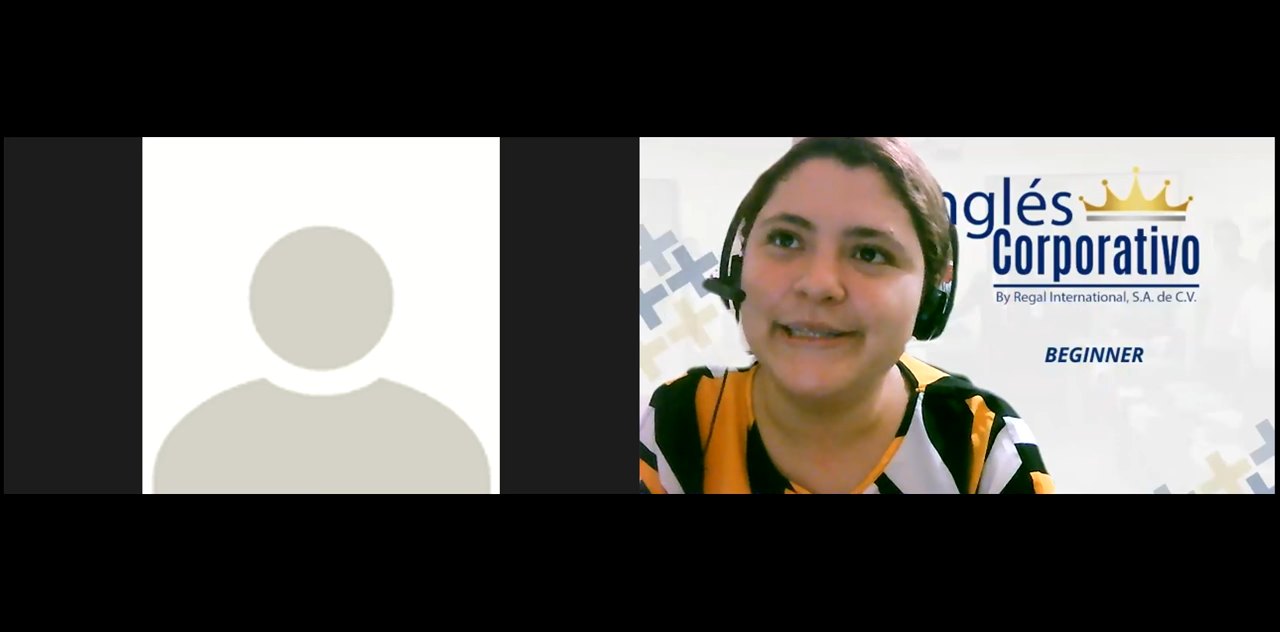 nglés
Corporativo
By Regal International, S.A. de C.V.
BEGINNER